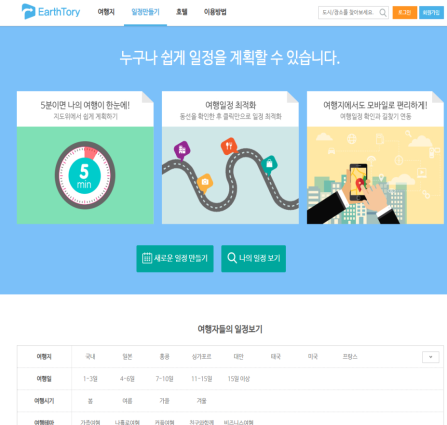 EarthTory 여행지 일정만들기 호텔 이용방법 도시/장소를 찾아보세요. 로그인 회원가입
누구나 쉽게 일정을 계획할 수 있습니다.
5분이면 나의 여행이 한눈에!
지도위에서 쉽게 계획하기
5
min
여행일정 최적화
동선을 확인한 후 클릭만으로 일정 최적화
여행지에서도 모바일로 편리하게!
여행일정 확인과 길찾기 연동
새로운 일정 만들기
나의 일정 보기
여행자들의 일정보기
여행지 국내 일본 홍콩 싱가포르 대만 태국 미국 프랑스
여행일 1~3일 4~6일 7~10일 11~15일 15일 이상
여행시기 봄 여름 가을 겨울
여행테마 가족여행 나홀로여행 커플여행 친구와함께 비즈니스여행